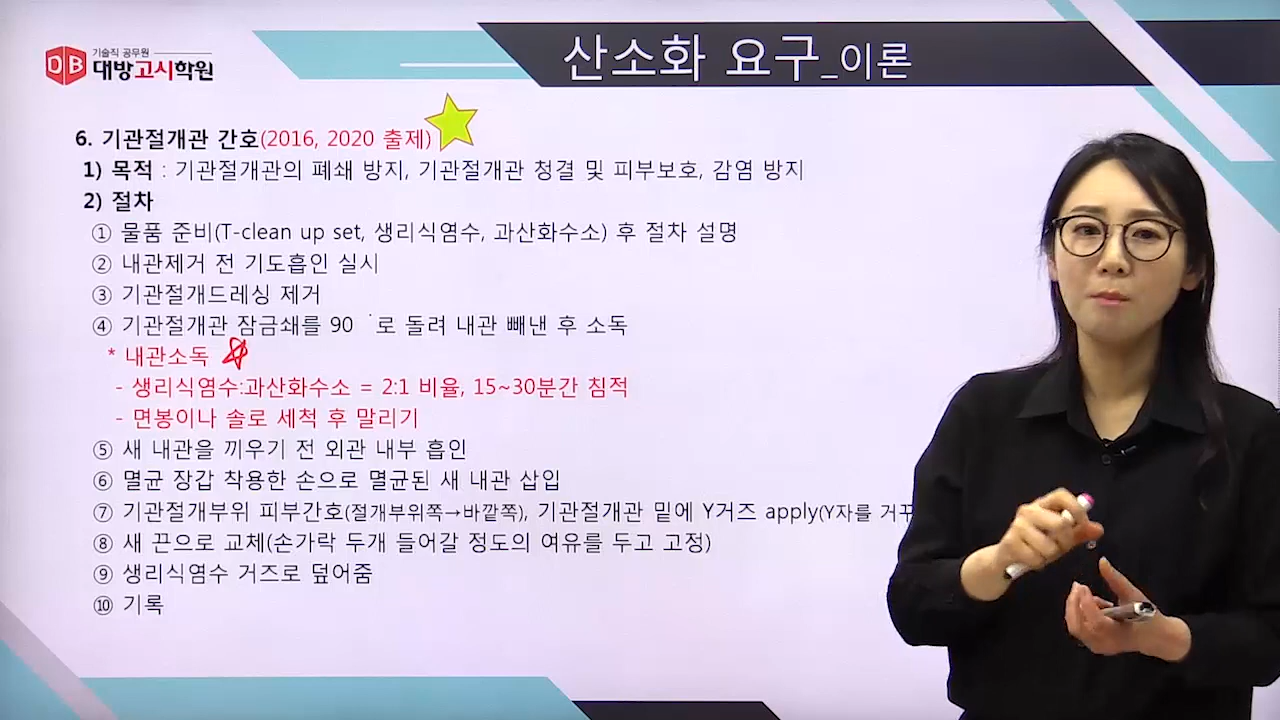 DB 기술직 공무원
대방고시학원
산소화 요구_이론
6. 기관절개관 간호(2016, 2020 출제)
1) 목적 : 기관절개관의 폐쇄 방지, 기관절개관 청결 및 피부보호, 감염 방지
2) 절차
① 물품 준비(T-clean up set, 생리식염수, 과산화수소) 후 절차 설명
② 내관제거 전 기도흡인 실시
③ 기관절개드레싱 제거
④ 기관절개관 잠금쇄를 90 ˙로 돌려 내관 빼낸 후 소독
* 내관소독
- 생리식염수:과산화수소 = 2:1 비율, 15~30분간 침적
- 면봉이나 솔로 세척 후 말리기
⑤ 새 내관을 끼우기 전 외관 내부 흡인
⑥ 멸균 장갑 착용한 손으로 멸균된 새 내관 삽입
⑦ 기관절개부위 피부간호(절개부위쪽→바깥쪽), 기관절개관 밑에 Y거즈 apply(Y자를
⑧ 새 끈으로 교체(손가락 두개 들어갈 정도의 여유를 두고 고정)
⑨ 생리식염수 거즈로 덮어줌
⑩ 기록